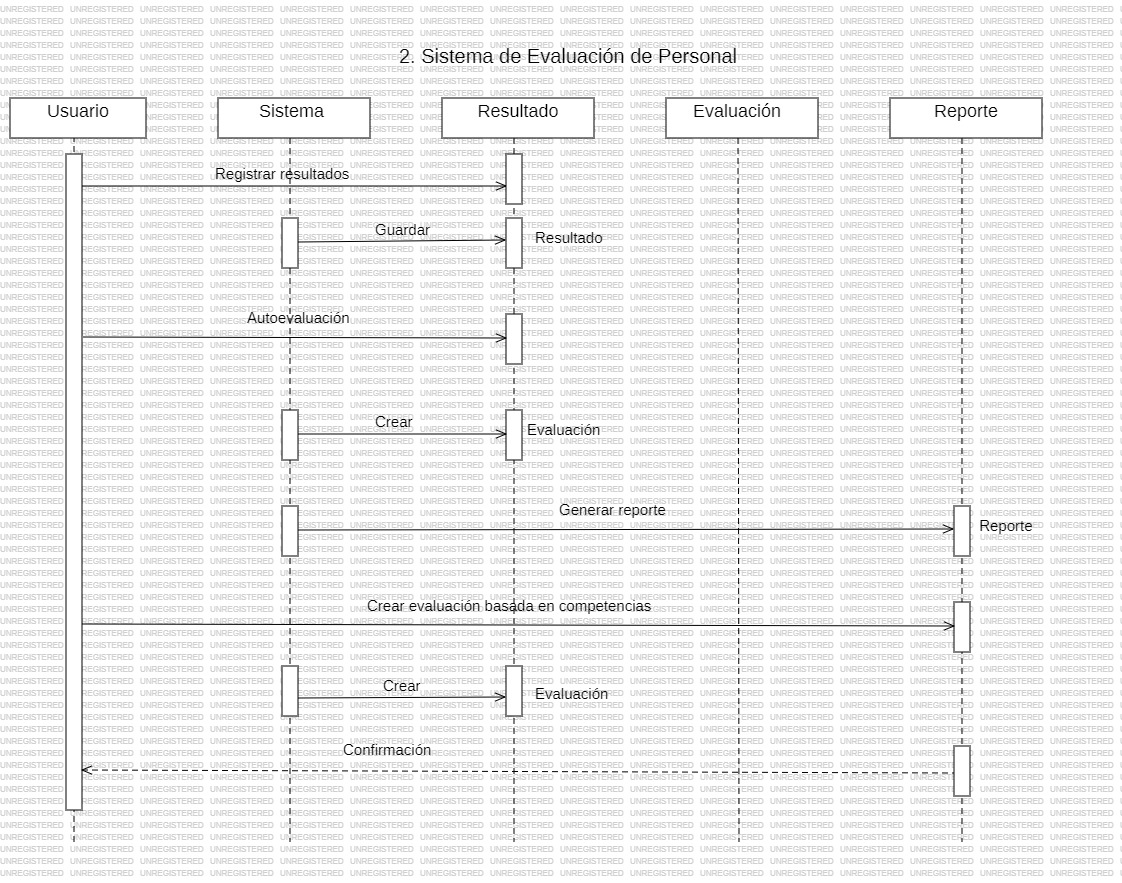 2. Sistema de Evaluación de Personal
Usuario
Sistema
Resultado
Evaluación
Reporte
Registrar resultados
Guardar
Resultado
Autoevaluación
Crear
Evaluación
Generar reporte
Reporte
Crear evaluación basada en competencias
Crear
Evaluación
Confirmación
UNREGISTERED